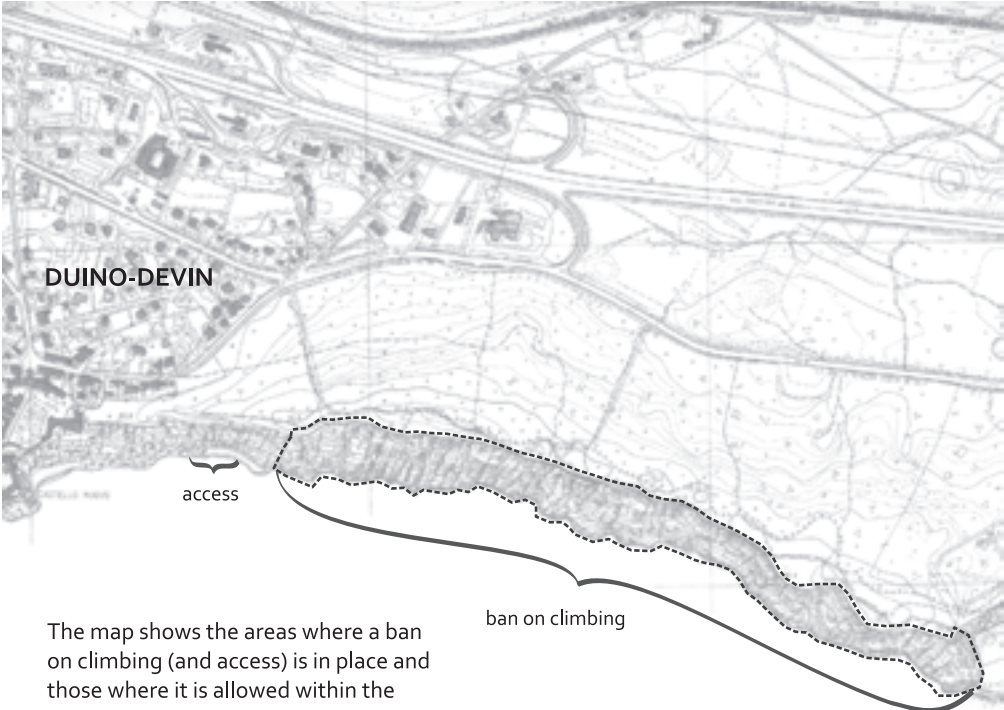 DUINO-DEVIN
access
ban on climbing
The map shows the areas where a ban
on climbing (and access) is in place and
those where it is allowed within the